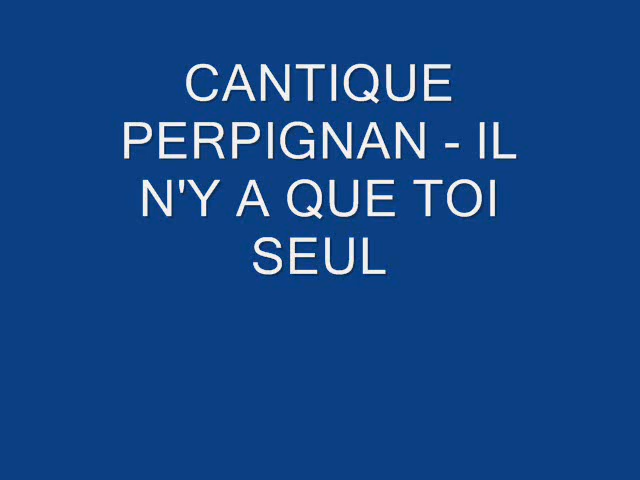 CANTIQUE
PERPIGNAN - IL
N'Y A QUE TOI
SEUL